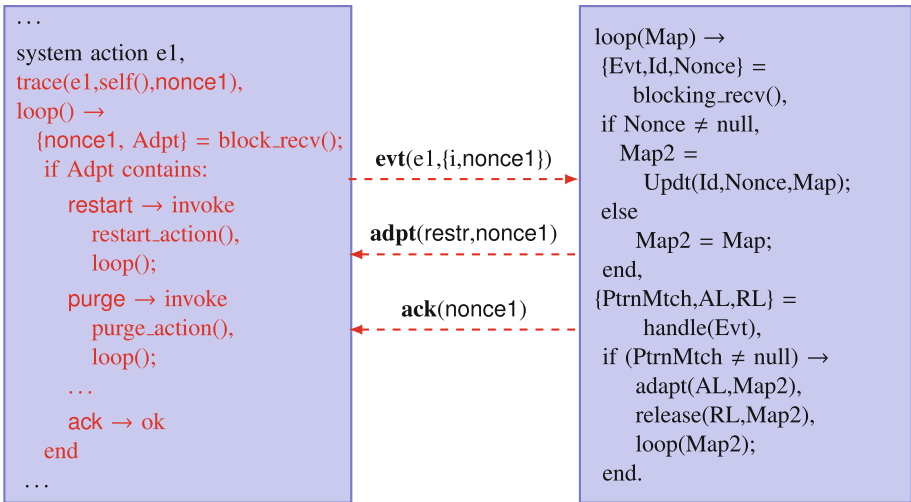 ...
system action e1,
trace(e1,self(),nonce1),
loop() →
{nonce1, Adpt} = block_recv();
if Adpt contains:
restart → invoke
restart_action(),
loop();
purge → invoke
purge_action(),
loop();
...
ack → ok
end
...
evt(e1,{i,nonce1})
adpt(restr,nonce1)
ack(nonce1)
loop(Map) →
{Evt,Id,Nonce} =
blocking_recv(),
if Nonce ≠ null,
Map2 =
Updt(Id,Nonce,Map);
else
Map2 = Map;
end,
{PtrnMtch,AL,RL} =
handle(Evt),
if (PtrnMtch ≠ null) →
adapt(AL,Map2),
release(RL,Map2),
loop(Map2);
end.